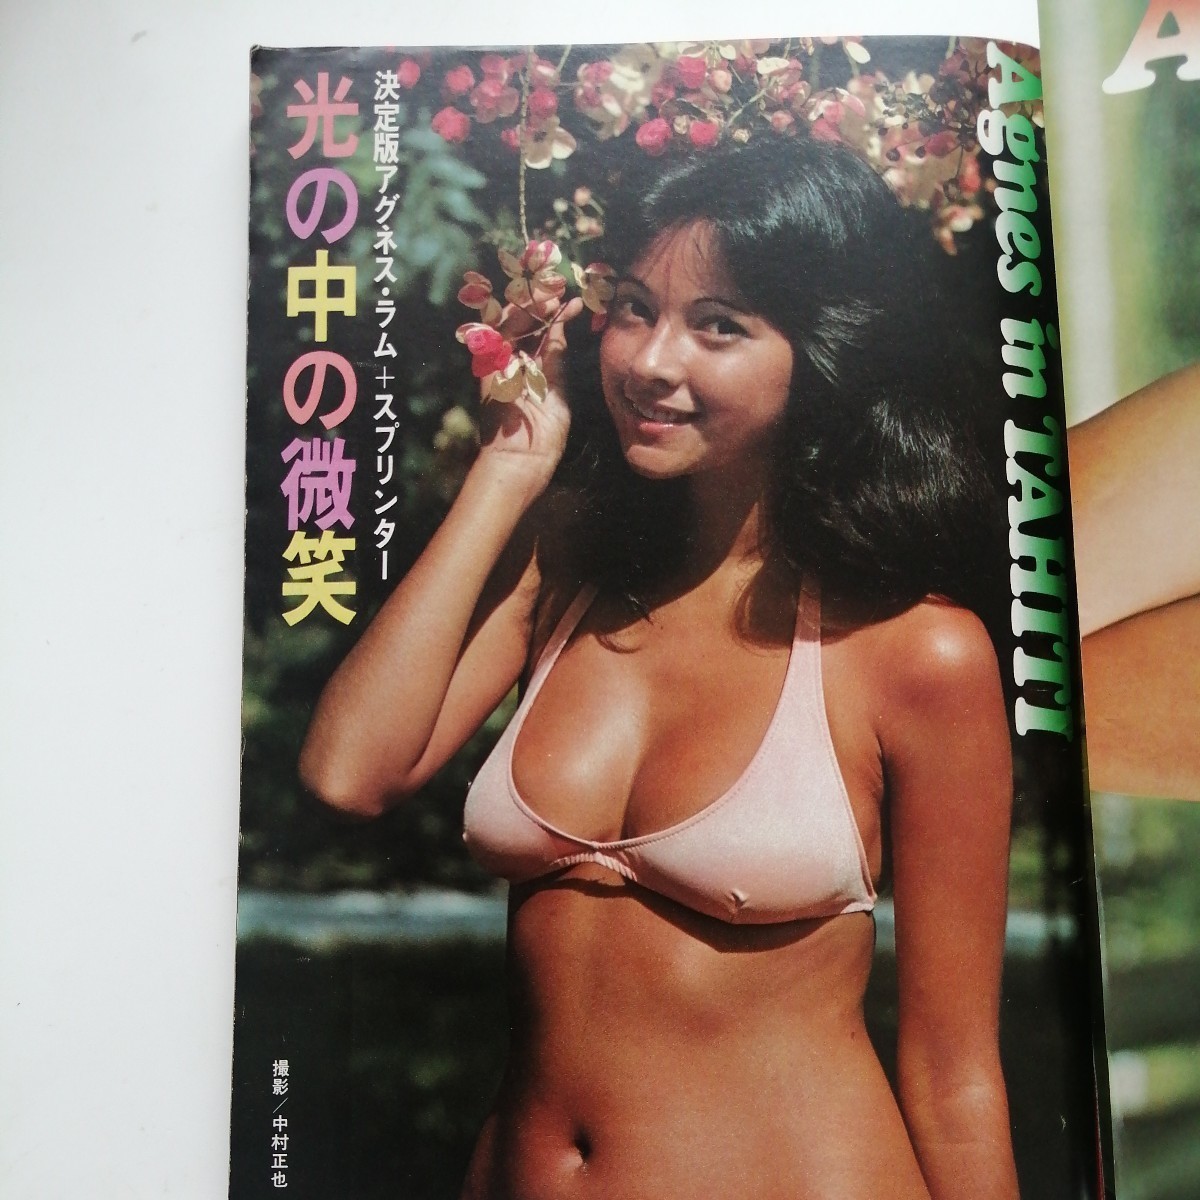 決定版アグネス・ラム+スプリンター
光の中の微笑
Agnes in TAHITI
A
撮影/中村正也